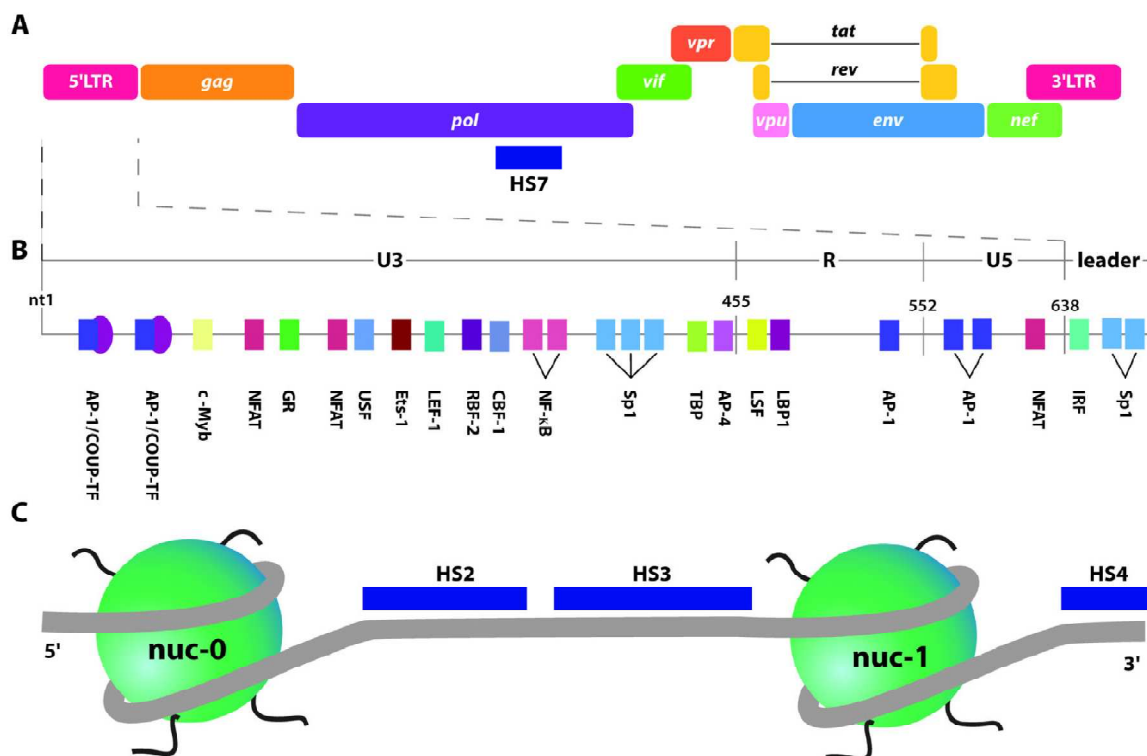 A
vpr
tat
5'LTR
gag
vif
rev
3'LTR
pol
vpu
env
nef
HS7
B
U3
R
U5
leader
nt1
455
552
638
AP-1/COUP-TF
AP-1/COUP-TF
c-Myb
NFAT
GR
NFAT
USF
Ets-1
LEF-1
RBF-2
CBF-1
NF-κB
Sp1
TBP
AP-4
LSF
LBP1
AP-1
AP-1
NFAT
IRF
Sp1
C
HS2
HS3
HS4
nuc-0
nuc-1
5'
3'